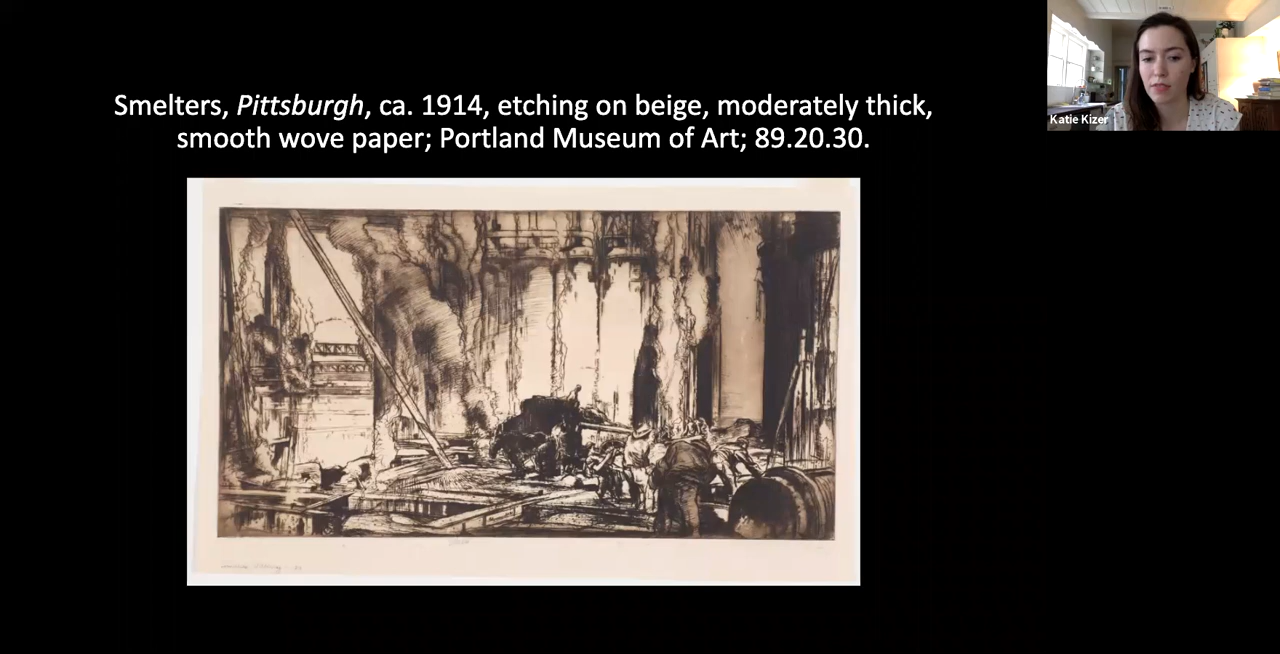 Smelters, Pittsburgh, ca. 1914, etching on beige, moderately thick,
smooth wove paper; Portland Museum of Art; 89.20.30.
Katie Kizer